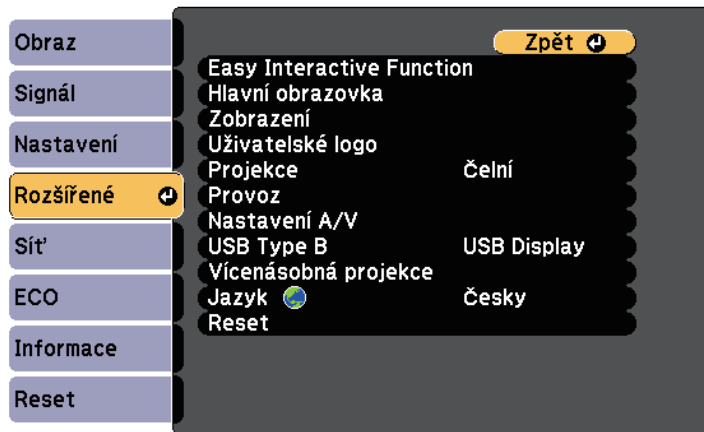 Obraz
Signál
Nastavení
Rozšířené
Síť
ECO
Informace
Reset
Zpět
Easy Interactive Function
Hlavní obrazovka
Zobrazení
Uživatelské logo
Projekce Čelní
Provoz
Nastavení A/V
USB Type B USB Display
Vícenásobná projekce
Jazyk Česky
Reset